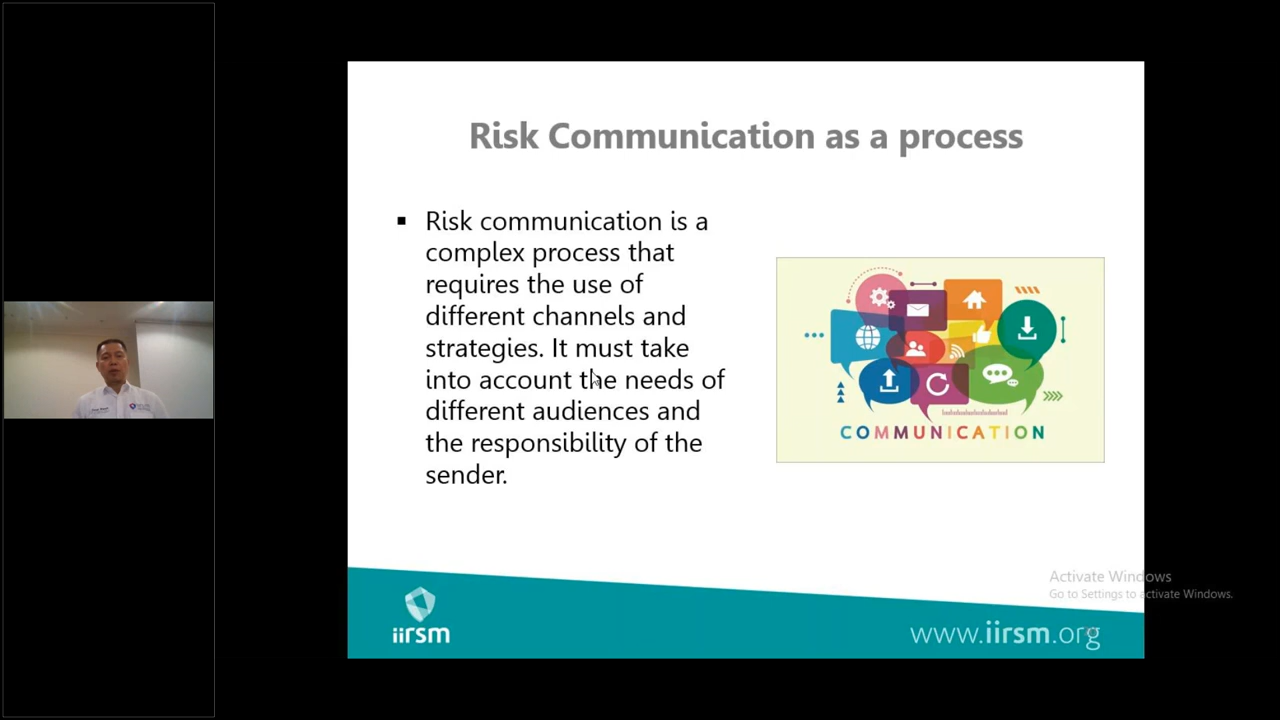 Risk Communication as a process
▪ Risk communication is a
complex process that
requires the use of
different channels and
strategies. It must take
into account the needs of
different audiences and
the responsibility of the
sender.
COMMUNICATION
Activate Windows
Go to Settings to activate Windows.
iirsm
www.iirsm.org